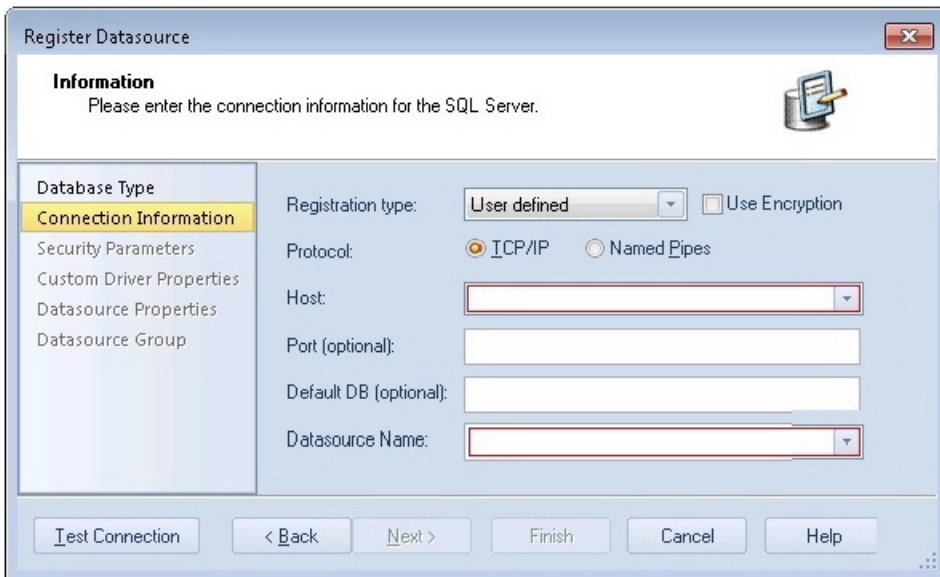 Register Datasource
Information
Please enter the connection information for the SQL Server.
Database Type
Connection Information
Security Parameters
Custom Driver Properties
Datasource Properties
Datasource Group
Registration type: User defined Use Encryption
Protocol: TCP/IP Named Pipes
Host:
Port (optional):
Default DB (optional):
Datasource Name:
Test Connection < Back Next > Finish Cancel Help